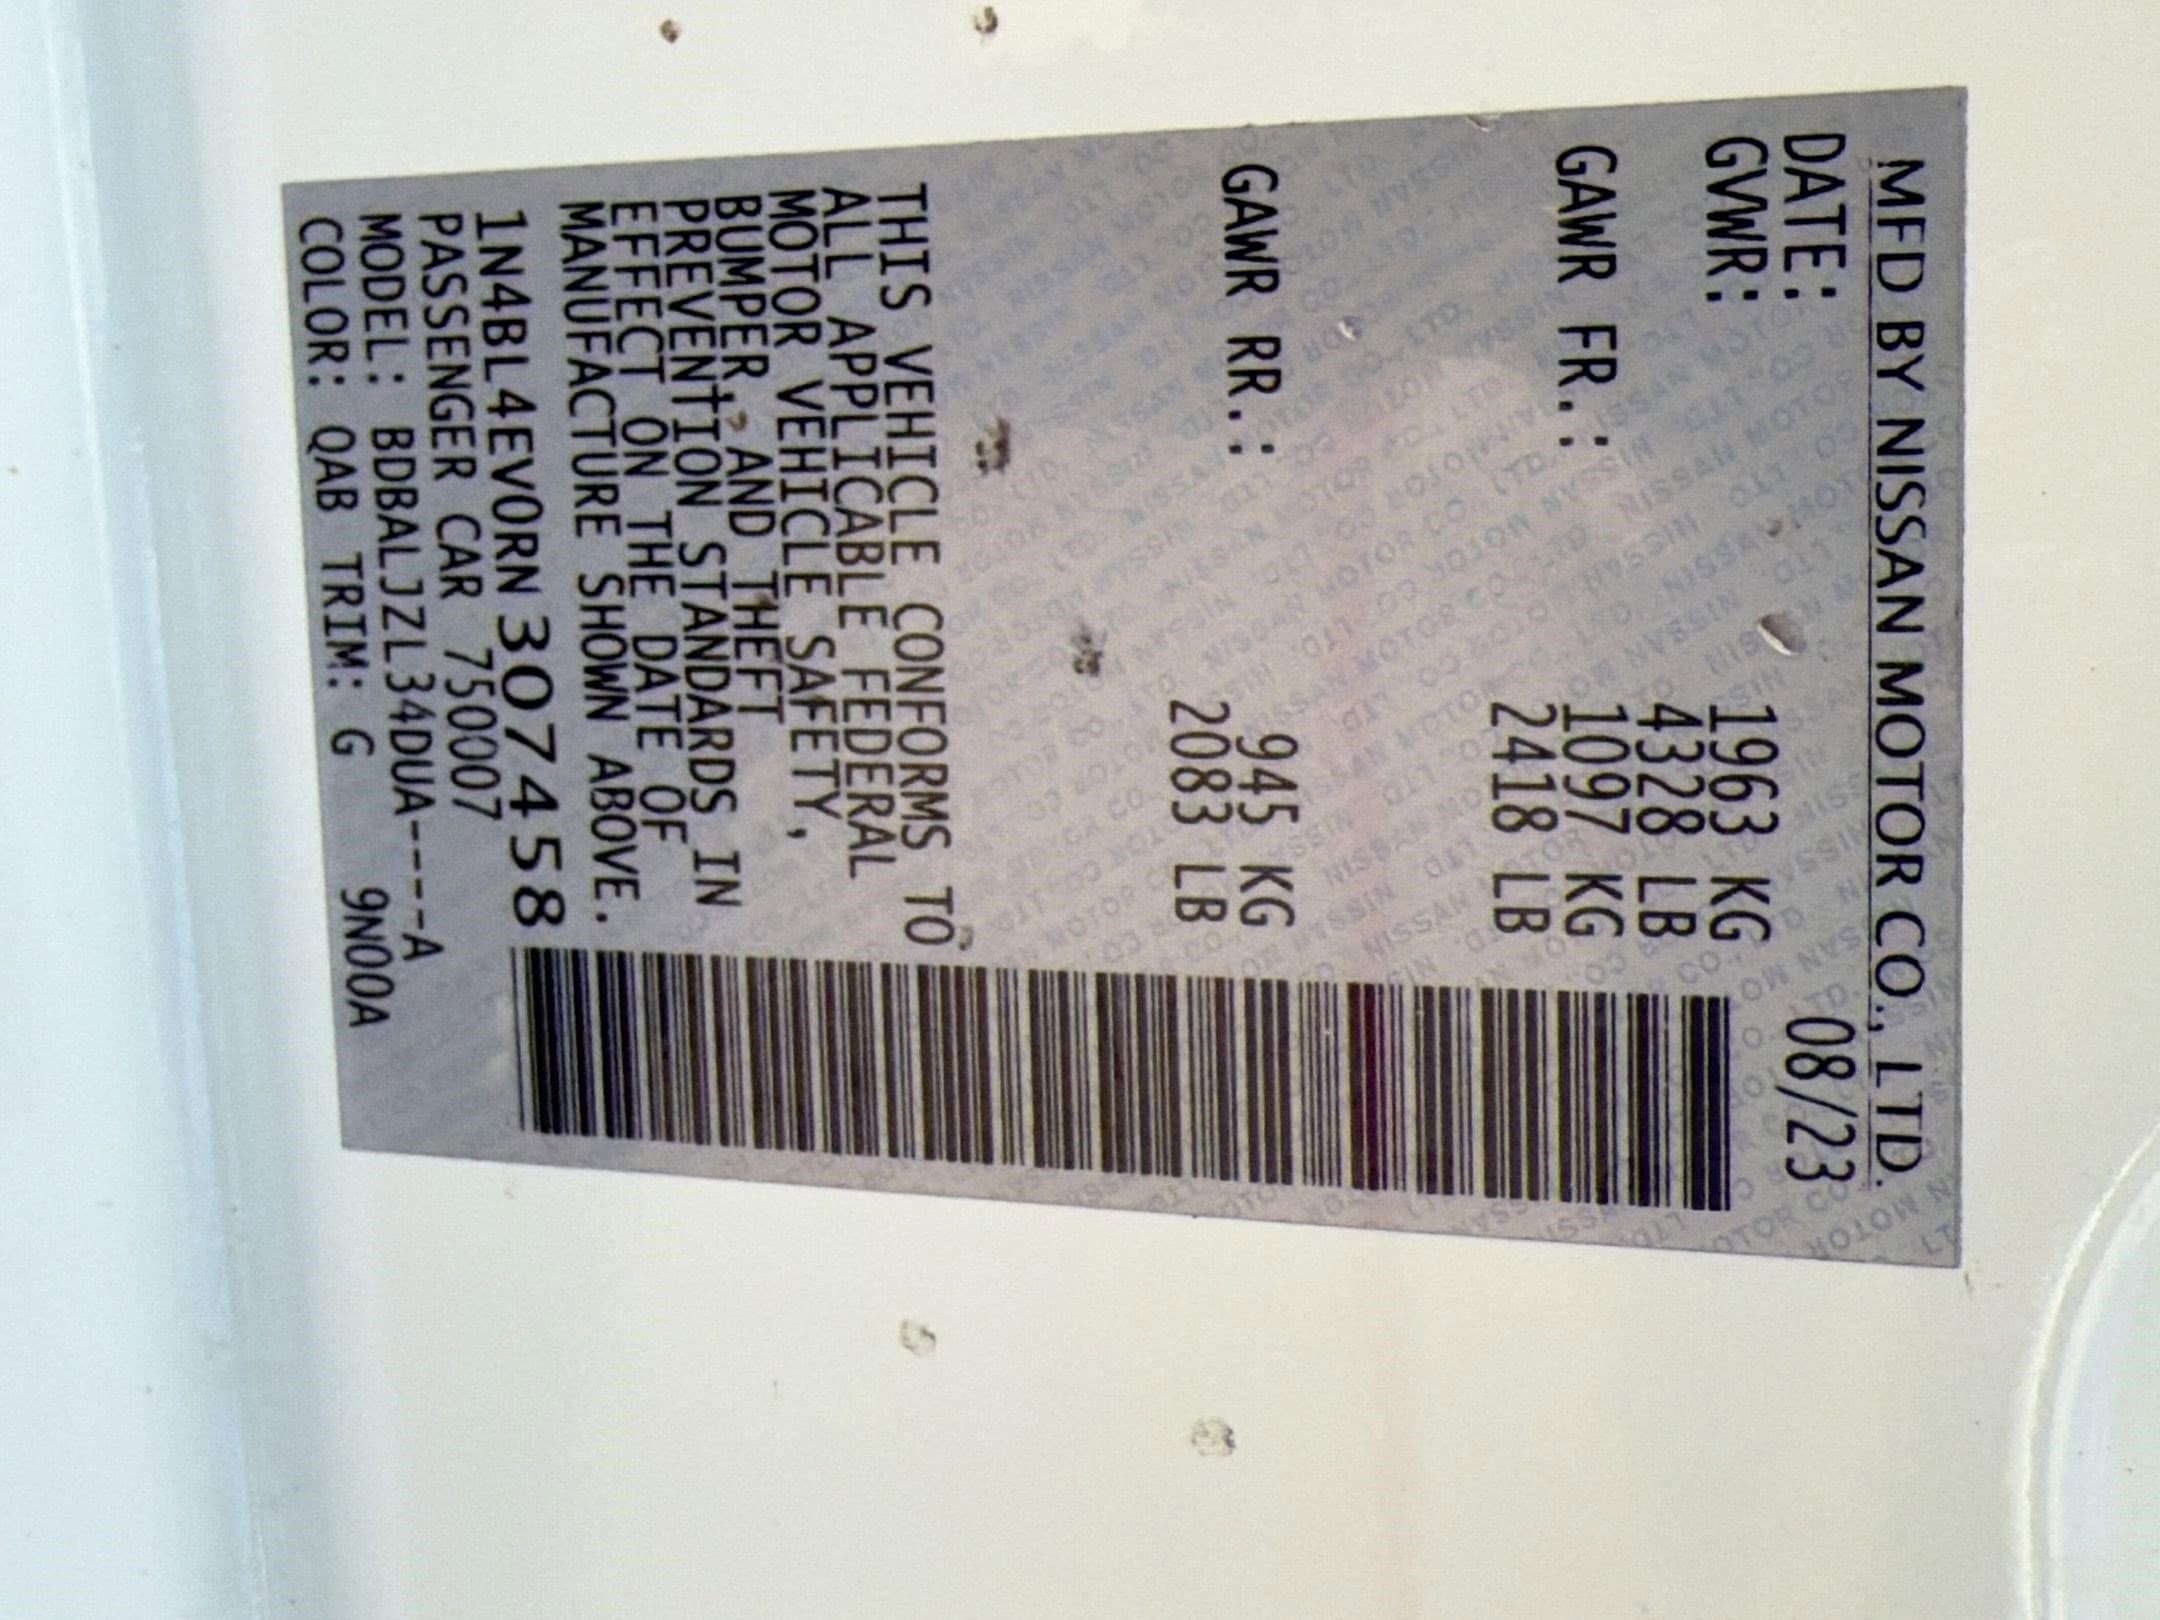 MFD BY NISSAN MOTOR CO., LTD.
DATE: 08/23
GVWR: 1963 KG
4328 LB
GAWR FR.: 1097 KG
2418 LB
GAWR RR.: 945 KG
2083 LB
THIS VEHICLE CONFORMS TO
ALL APPLICABLE FEDERAL
MOTOR VEHICLE SAFETY,
BUMPER, AND THEFT
PREVENTION STANDARDS IN
EFFECT ON THE DATE OF
MANUFACTURE SHOWN ABOVE.
1N4BL4EV0RN307458
PASSENGER CAR 750007
MODEL: BDBALJZL34DUA----A
COLOR: QAB TRIM: G 9N00A